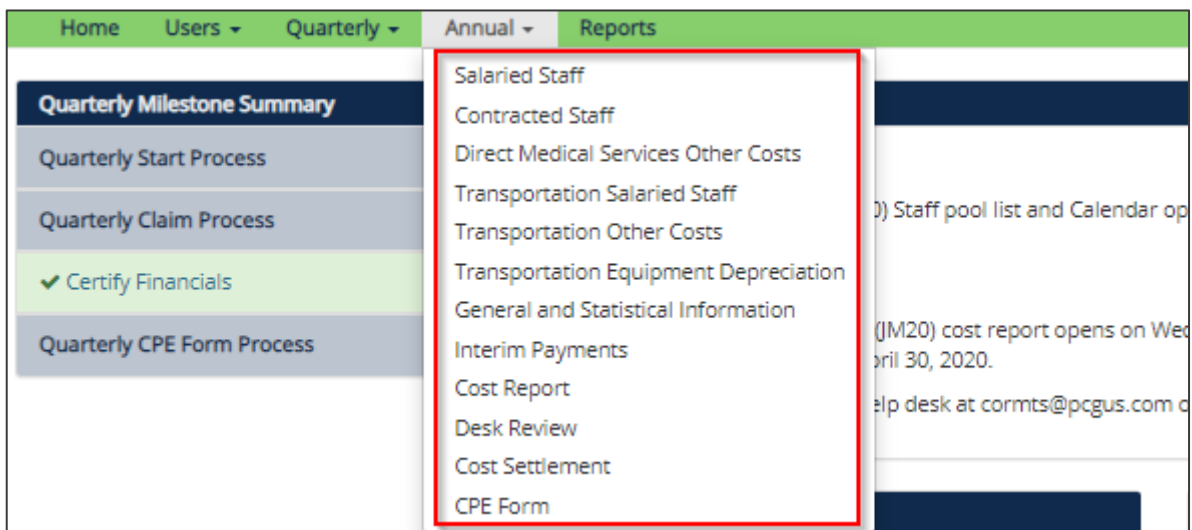 Home Users Quarterly Annual Reports
Quarterly Milestone Summary
Quarterly Start Process
Quarterly Claim Process
Certify Financials
Quarterly CPE Form Process
Salaried Staff
Contracted Staff
Direct Medical Services Other Costs
Transportation Salaried Staff
Transportation Other Costs
Transportation Equipment Depreciation
General and Statistical Information
Interim Payments
Cost Report
Desk Review
Cost Settlement
CPE Form
) Staff pool list and Calendar op
(JM20) cost report opens on Wed
ril 30, 2020.
elp desk at cormts@pcgus.com o